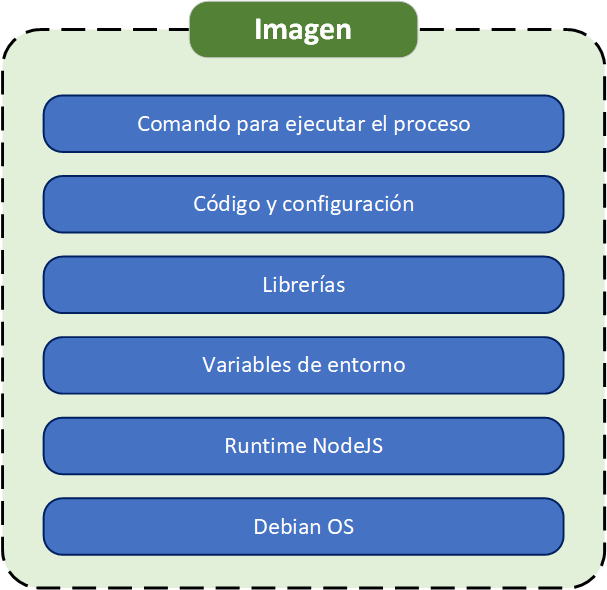 Imagen
Comando para ejecutar el proceso
Código y configuración
Librerías
Variables de entorno
Runtime NodeJS
Debian OS